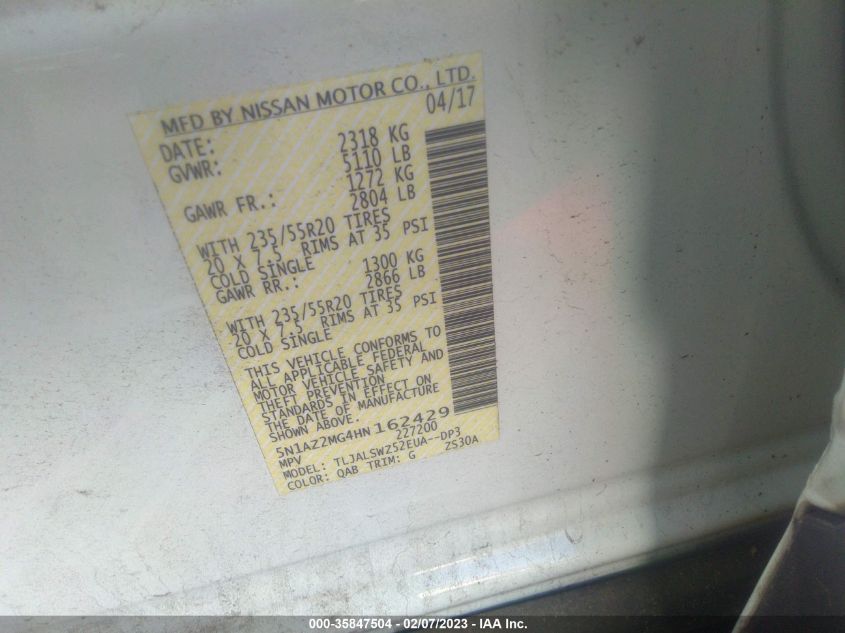 MFD BY NISSAN MOTOR CO., LTD.
DATE: 04/17
GVWR: 2318 KG
5110 LB
GAWR FR.: 1272 KG
2804 LB
WITH 235/55R20 TIRES
20 X 7.5 RIMS AT 35 PSI
COLD SINGLE
GAWR RR.: 1300 KG
2866 LB
WITH 235/55R20 TIRES
20 X 7.5 RIMS AT 35 PSI
COLD SINGLE
THIS VEHICLE CONFORMS TO
ALL APPLICABLE FEDERAL
MOTOR VEHICLE SAFETY AND
THEFT PREVENTION
STANDARDS IN EFFECT ON
THE DATE OF MANUFACTURE
SHOWN ABOVE.
5N1AZ2MG4HN162429
MPV 227200
MODEL: TLJALSWZ52EUA--DP3
COLOR: QAB TRIM: G ZS30A
000-35847504 — 02/07/2023 — IAA Inc.